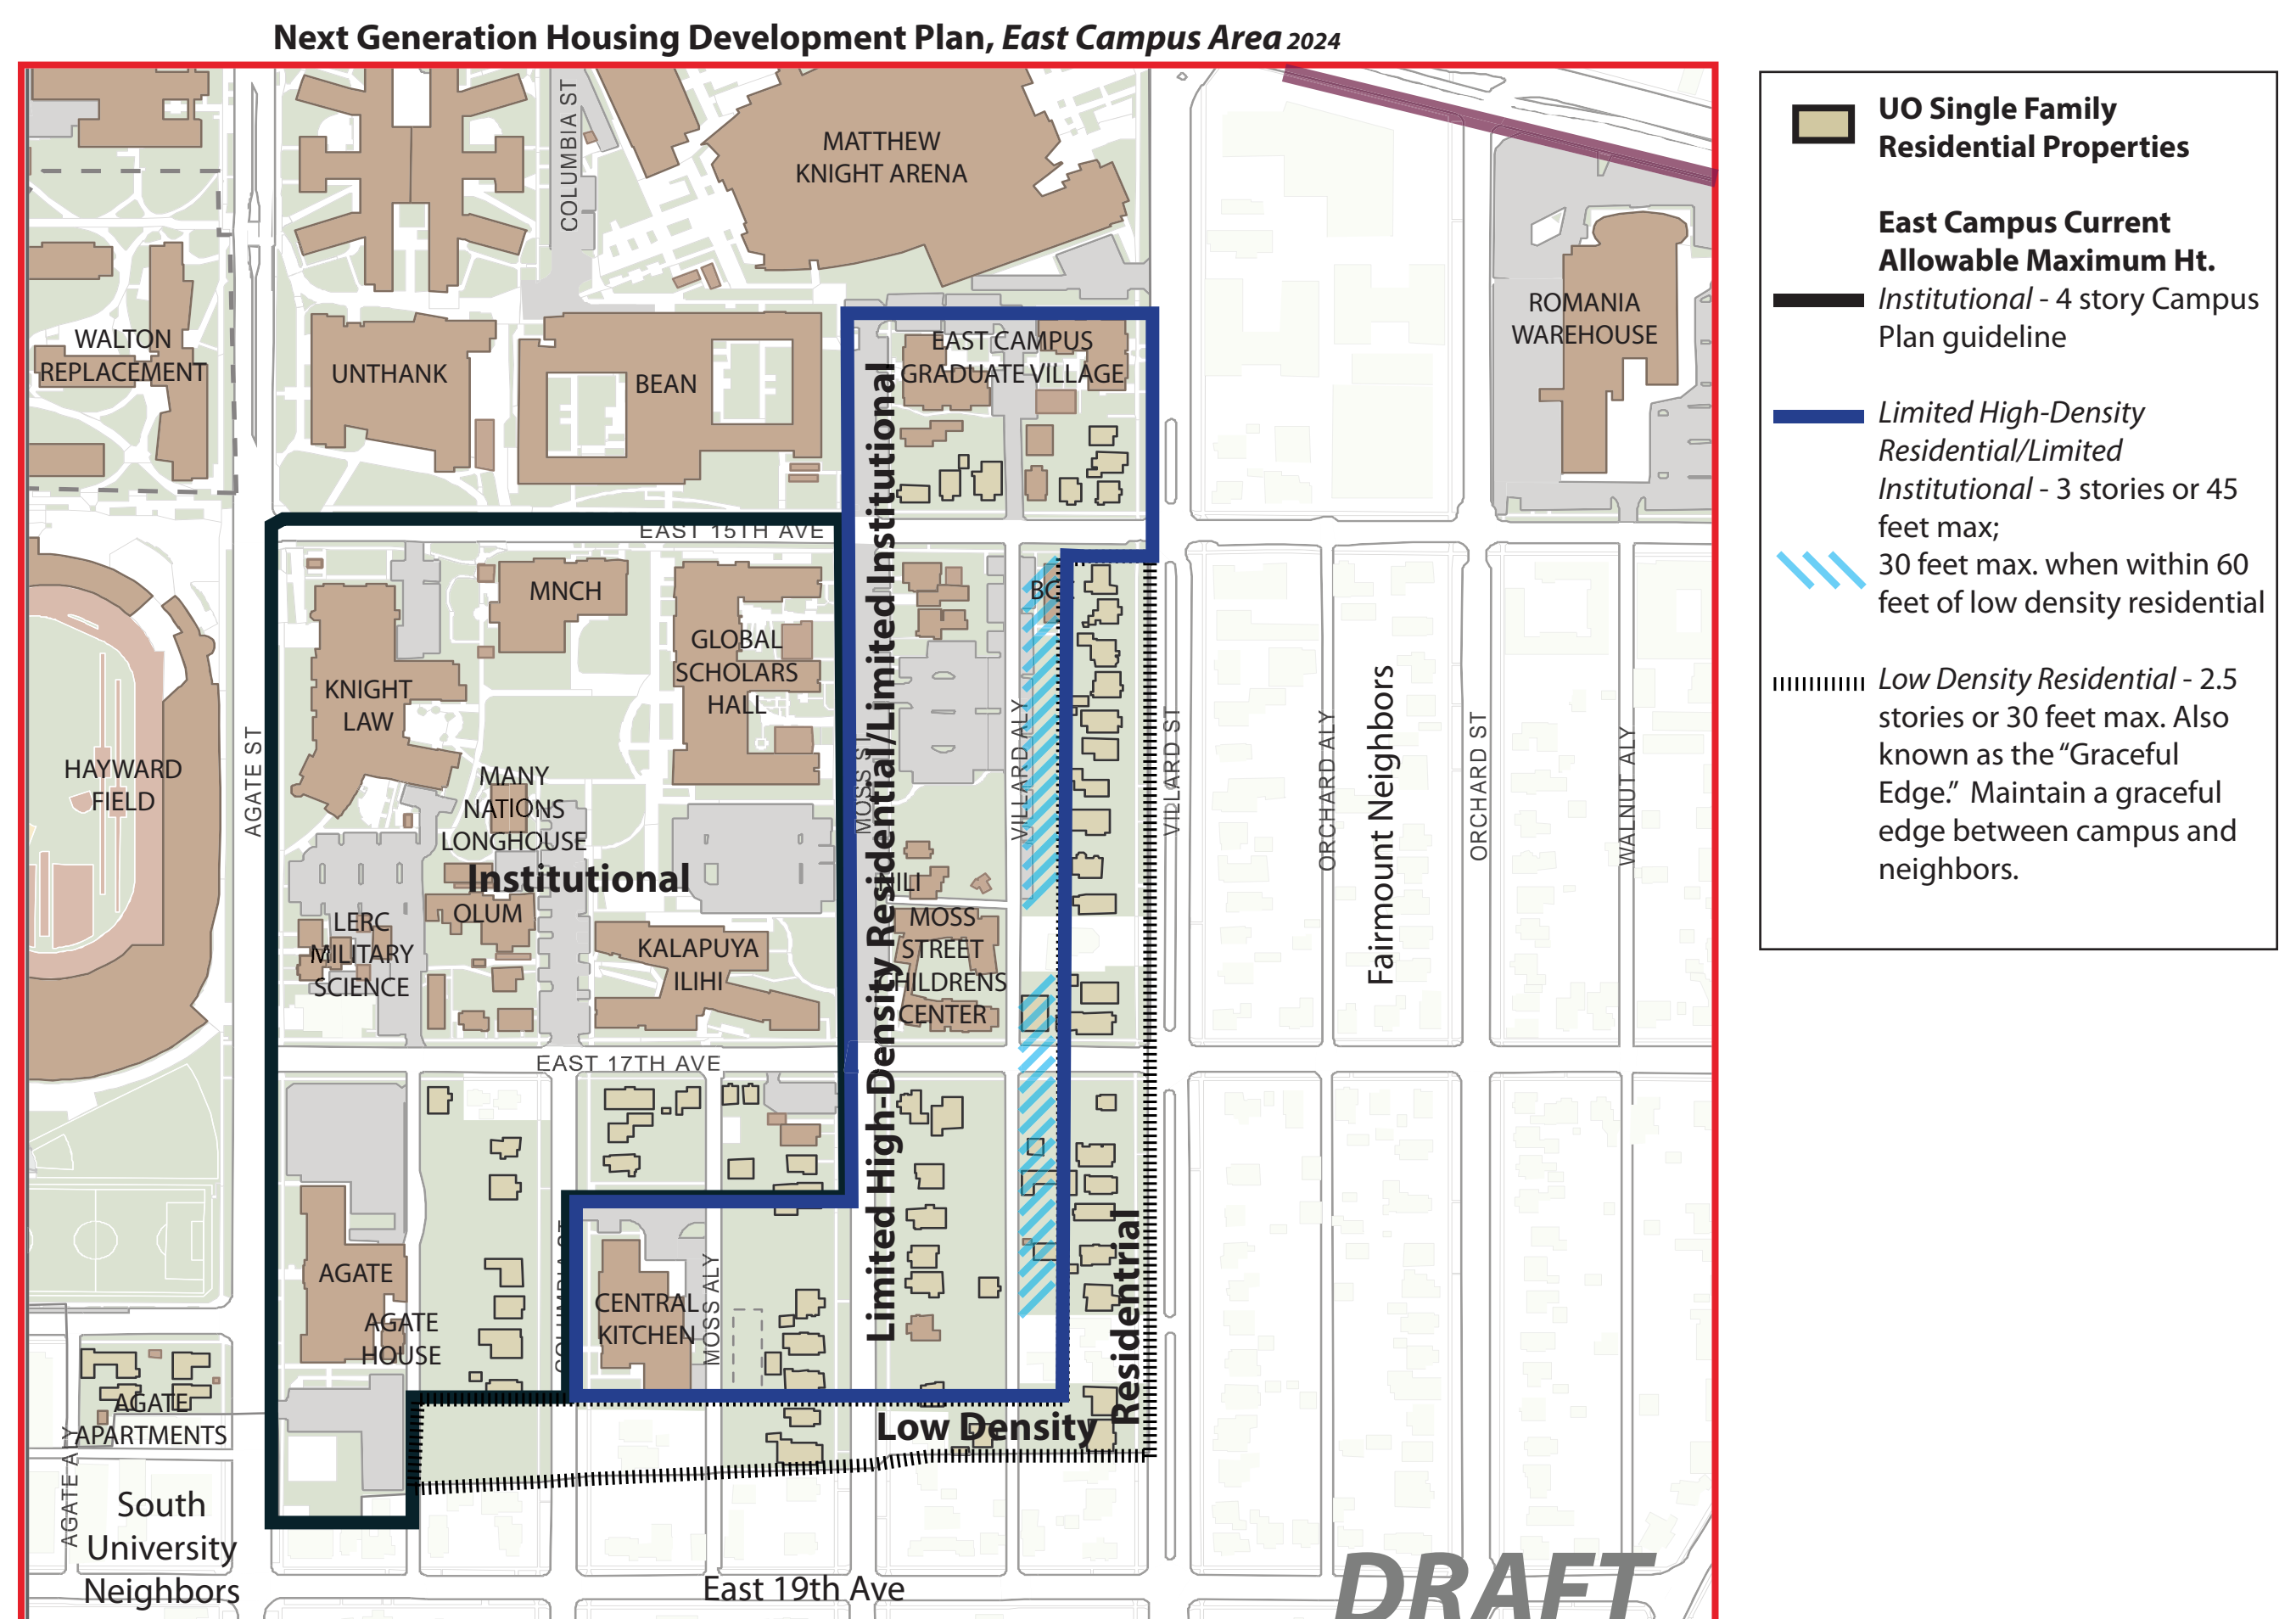 Next Generation Housing Development Plan, East Campus Area 2024
COLUMBIA ST
MATTHEW
KNIGHT ARENA
WALTON
REPLACEMENT
UNTHANK
BEAN
EAST CAMPUS
GRADUATE VILLAGE
ROMANIA
WAREHOUSE
EAST 15TH AVE
MNCH
KNIGHT
LAW
GLOBAL
SCHOLARS
HALL
HAYWARD
FIELD
AGATE ST
MANY
NATIONS
LONGHOUSE
Institutional
LERC
MILITARY
SCIENCE
OLUM
KALAPUYA
ILIHI
MOSS ST
Limited High-Density Residential/Limited Institutional
VILLARD ALY
VILLARD ST
ORCHARD ALY
Fairmount Neighbors
ORCHARD ST
WALNUT ALY
MOSS
STREET
HILDRENS
CENTER
EAST 17TH AVE
AGATE
AGATE
HOUSE
COLUMBIA ST
CENTRAL
KITCHEN
MOSS ALY
Low Density
Residentrial
AGATE
APARTMENTS
AGATE ALY
South
University
Neighbors
East 19th Ave
DRAFT
UO Single Family
Residential Properties
East Campus Current
Allowable Maximum Ht.
Institutional - 4 story Campus
Plan guideline
Limited High-Density
Residential/Limited
Institutional - 3 stories or 45
feet max;
30 feet max. when within 60
feet of low density residential
Low Density Residential - 2.5
stories or 30 feet max. Also
known as the “Graceful
Edge.” Maintain a graceful
edge between campus and
neighbors.